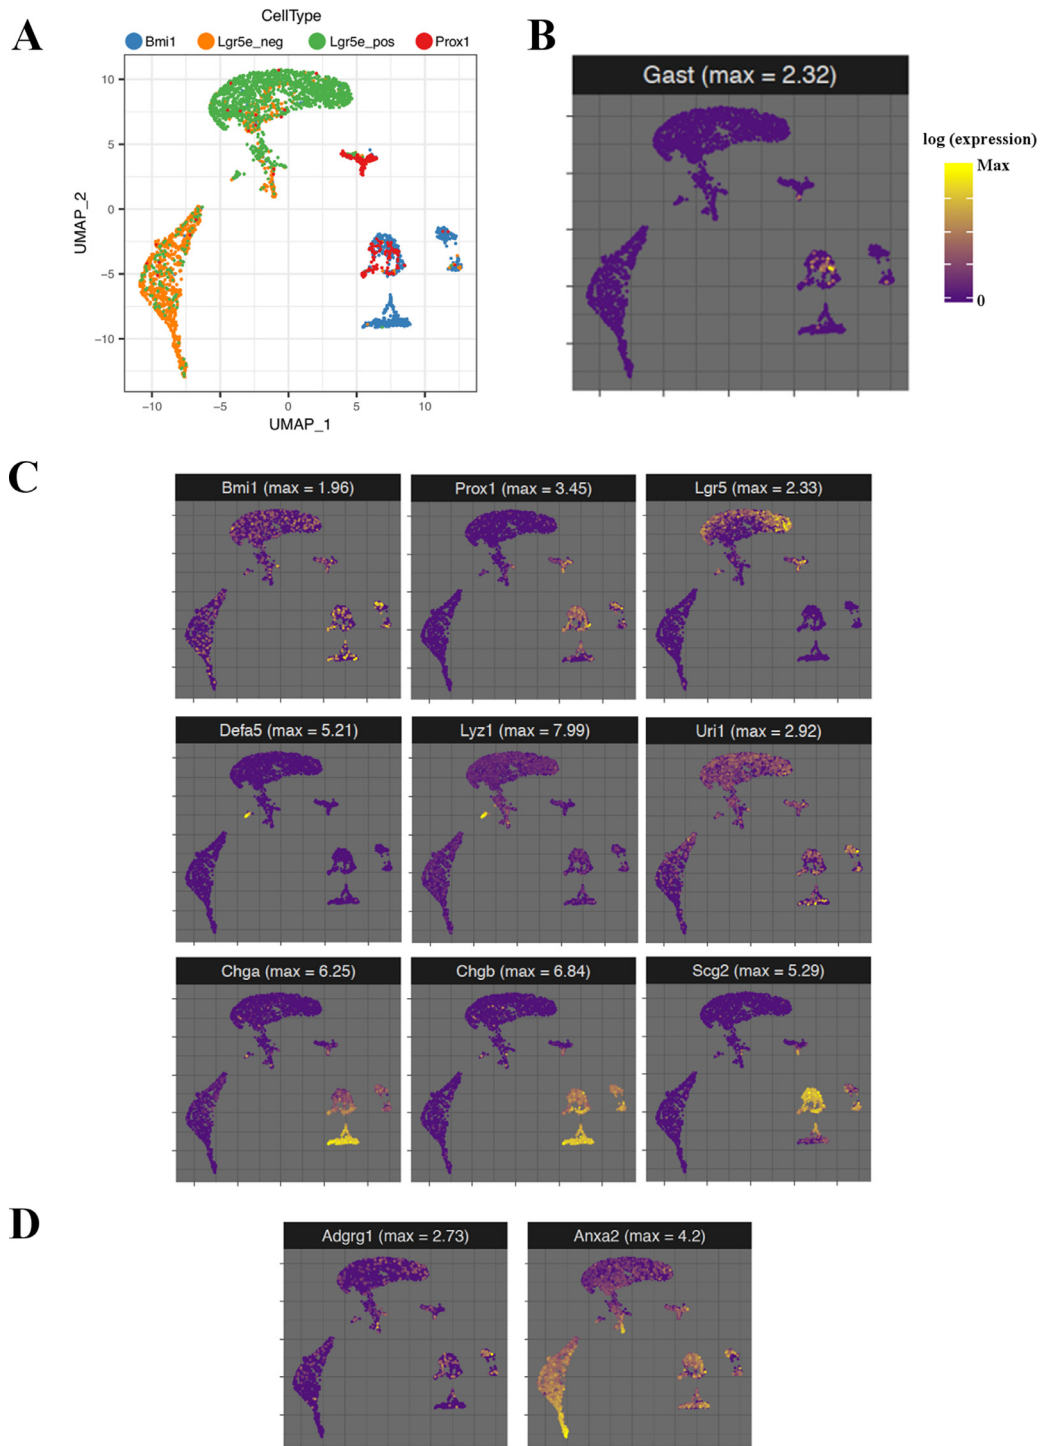 A
CellType
Bmi1 Lgr5e_neg Lgr5e_pos Prox1
10
5
0
−5
−10
UMAP_2
−10 −5 0 5 10
UMAP_1
B
Gast (max = 2.32)
log (expression)
Max
0
C
Bmi1 (max = 1.96) Prox1 (max = 3.45) Lgr5 (max = 2.33)
Defa5 (max = 5.21) Lyz1 (max = 7.99) Uri1 (max = 2.92)
Chga (max = 6.25) Chgb (max = 6.84) Scg2 (max = 5.29)
D
Adgrg1 (max = 2.73) Anxa2 (max = 4.2)